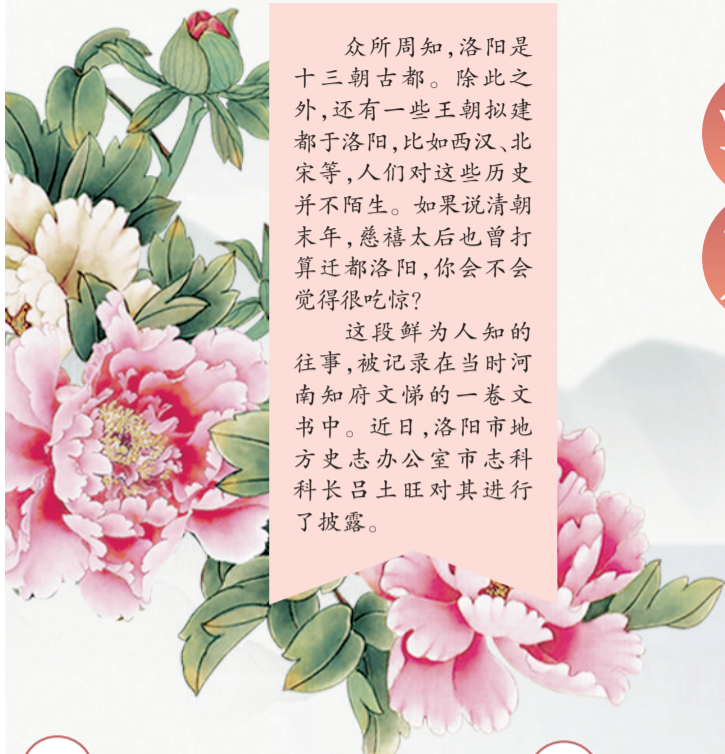 众所周知,洛阳是
十三朝古都。除此之
外,还有一些王朝拟建
都于洛阳,比如西汉、北
宋等,人们对这些历史
并不陌生。如果说清朝
末年,慈禧太后也曾打
算迁都洛阳,你会不会
觉得很吃惊?
这段鲜为人知的
往事,被记录在当时河
南知府文悌的一卷文
书中。近日,洛阳市地
方史志办公室市志科
科长吕土旺对其进行
了披露。